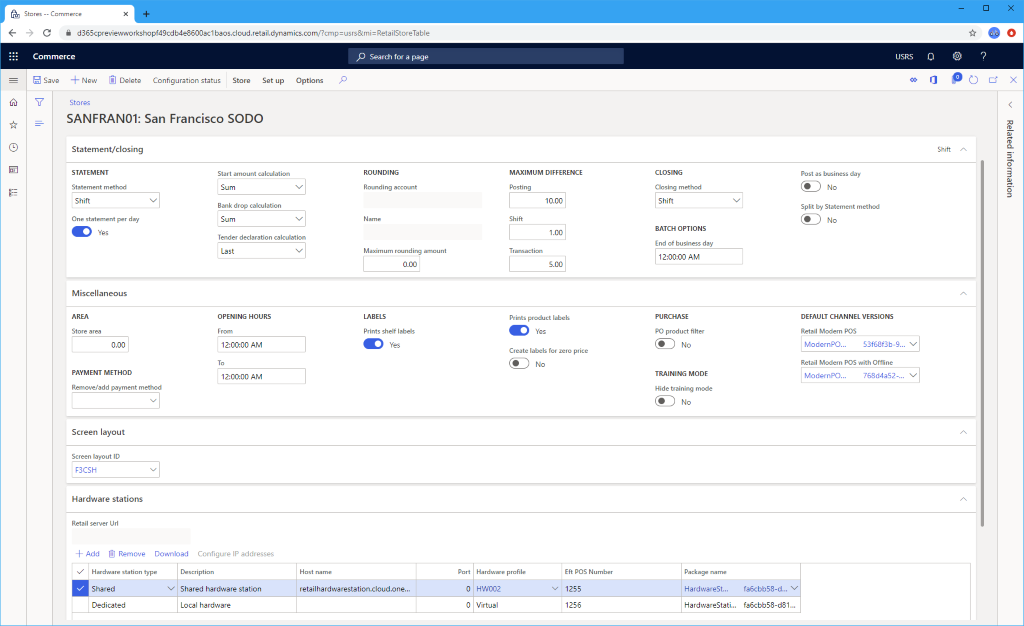 Stores -- Commerce
d365cpreviewworkshopf49cdb4e8600ac1baos.cloud.retail.dynamics.com/?cmp=usrs&mi=RetailStoreTable
Commerce
Search for a page
USRS
Save
New
Delete
Configuration status
Store
Set up
Options
0
Stores
SANFRAN01: San Francisco SODO
Related information
Statement/closing
Shift
STATEMENT
Statement method
Shift
One statement per day
Yes
Start amount calculation
Sum
Bank drop calculation
Sum
Tender declaration calculation
Last
ROUNDING
Rounding account
Name
Maximum rounding amount
0.00
MAXIMUM DIFFERENCE
Posting
10.00
Shift
1.00
Transaction
5.00
CLOSING
Closing method
Shift
BATCH OPTIONS
End of business day
12:00:00 AM
Post as business day
No
Split by Statement method
No
Miscellaneous
AREA
Store area
0.00
PAYMENT METHOD
Remove/add payment method
OPENING HOURS
From
12:00:00 AM
To
12:00:00 AM
LABELS
Prints shelf labels
Yes
Prints product labels
Yes
Create labels for zero price
No
PURCHASE
PO product filter
No
TRAINING MODE
Hide training mode
No
DEFAULT CHANNEL VERSIONS
Retail Modern POS
ModernPO... 53f68f3b-9...
Retail Modern POS with Offline
ModernPO... 768d4a52-...
Screen layout
Screen layout ID
F3CSH
Hardware stations
Retail server Url
Add
Remove
Download
Configure IP addresses
Hardware station type Description Host name Port Hardware profile Eft POS Number Package name
Shared Shared hardware station retailhardwarestation.cloud.one... 0 HW002 1255 HardwareSt... fa6cbb58-d...
Dedicated Local hardware 0 Virtual 1256 HardwareStati... fa6cbb58-d81...